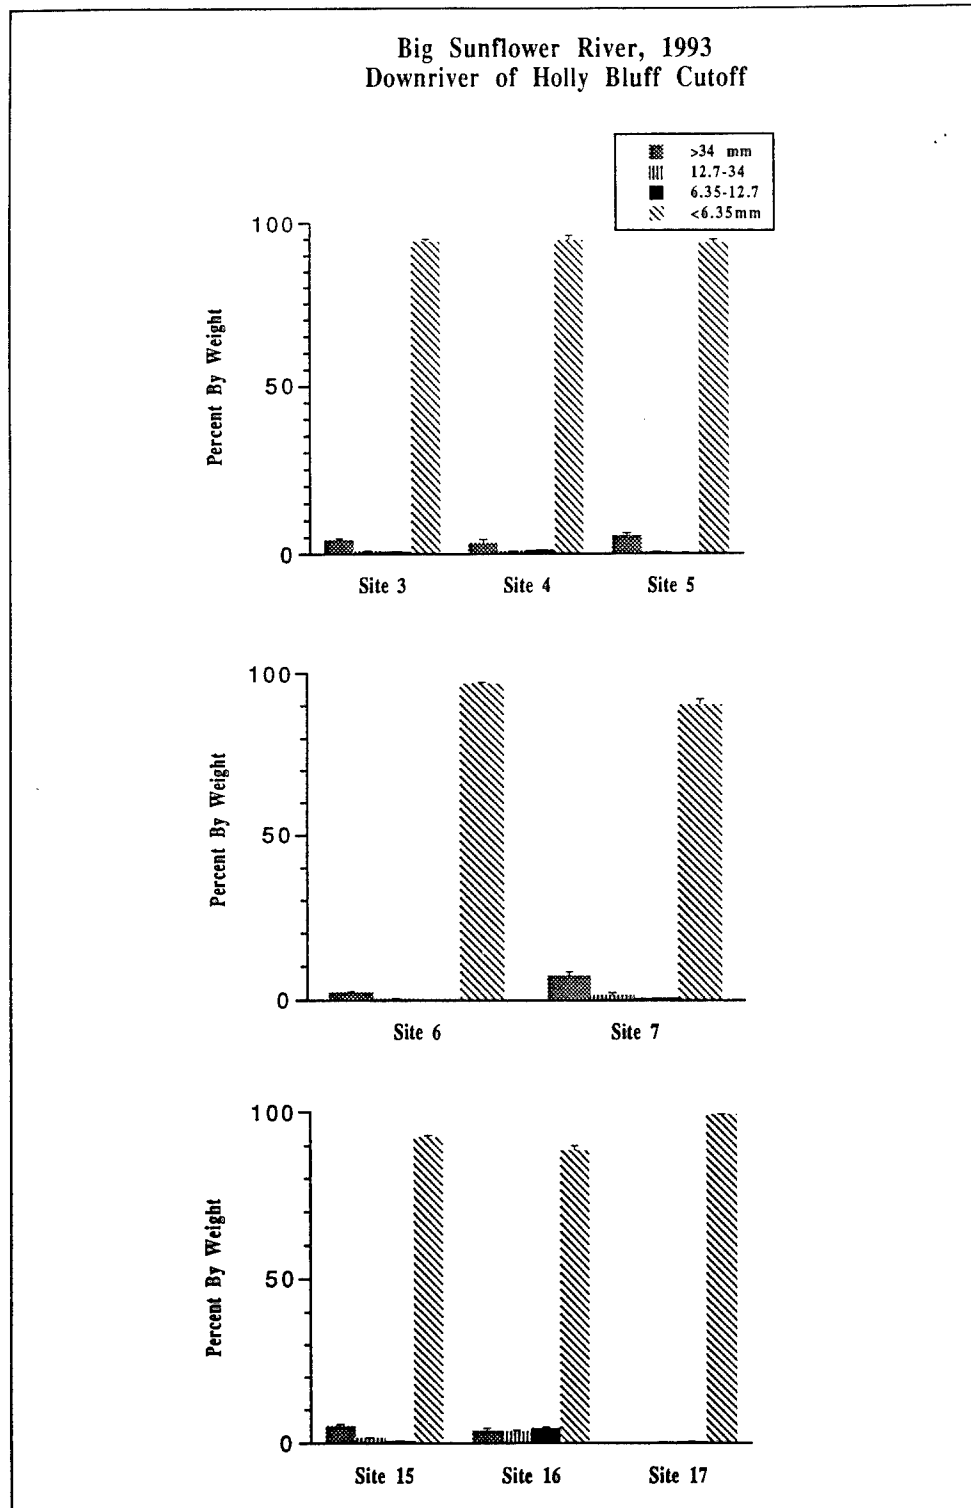 Big Sunflower River, 1993
Downriver of Holly Bluff Cutoff
>34 mm
12.7-34
6.35-12.7
<6.35mm
100
50
0
Percent By Weight
Site 3 Site 4 Site 5
100
50
0
Percent By Weight
Site 6 Site 7
100
50
0
Percent By Weight
Site 15 Site 16 Site 17